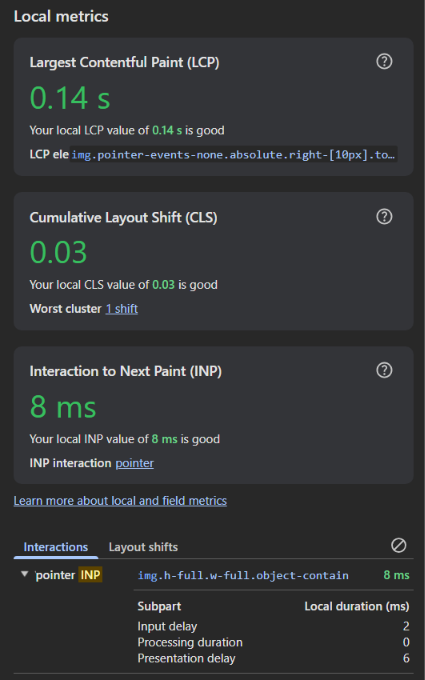 Local metrics
Largest Contentful Paint (LCP)
0.14 s
Your local LCP value of 0.14 s is good
LCP ele img.pointer-events-none.absolute.right-[10px].to…
Cumulative Layout Shift (CLS)
0.03
Your local CLS value of 0.03 is good
Worst cluster 1 shift
Interaction to Next Paint (INP)
8 ms
Your local INP value of 8 ms is good
INP interaction pointer
Learn more about local and field metrics
Interactions Layout shifts
pointer INP img.h-full.w-full.object-contain 8 ms
Subpart Local duration (ms)
Input delay 2
Processing duration 0
Presentation delay 6